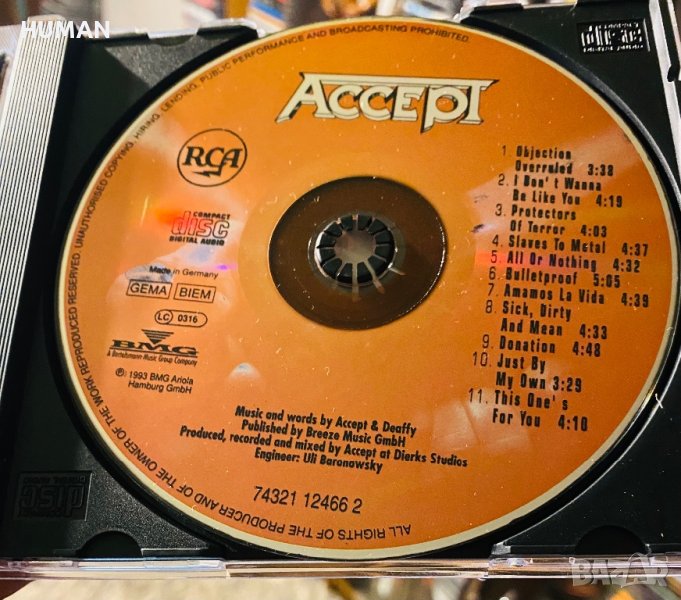 HUMAN
COMPACT
disc
DIGITAL AUDIO
ALL RIGHTS OF THE PRODUCER AND OF THE OWNER OF THE WORK REPRODUCED RESERVED. UNAUTHORISED COPYING, HIRING, LENDING, PUBLIC PERFORMANCE AND BROADCASTING PROHIBITED.
ACCEPT
RCA
COMPACT
disc
DIGITAL AUDIO
Made in Germany
GEMA BIEM
LC 0316
BMG
A Bertelsmann Music Group Company
℗ © 1993 BMG Ariola
Hamburg GmbH
1. Objection
Overruled 3:38
2. I Don't Wanna
Be Like You 4:19
3. Protectors
Of Terror 4:03
4. Slaves To Metal 4:37
5. All Or Nothing 4:32
6. Bulletproof 5:05
7. Amamos La Vida 4:39
8. Sick, Dirty
And Mean 4:33
9. Donation 4:48
10. Just By
My Own 3:29
11. This One's
For You 4:10
Music and words by Accept & Deaffy
Published by Breeze Music GmbH
Produced, recorded and mixed by Accept at Dierks Studios
Engineer: Uli Baronowsky
74321 12466 2
disc
BAZAR